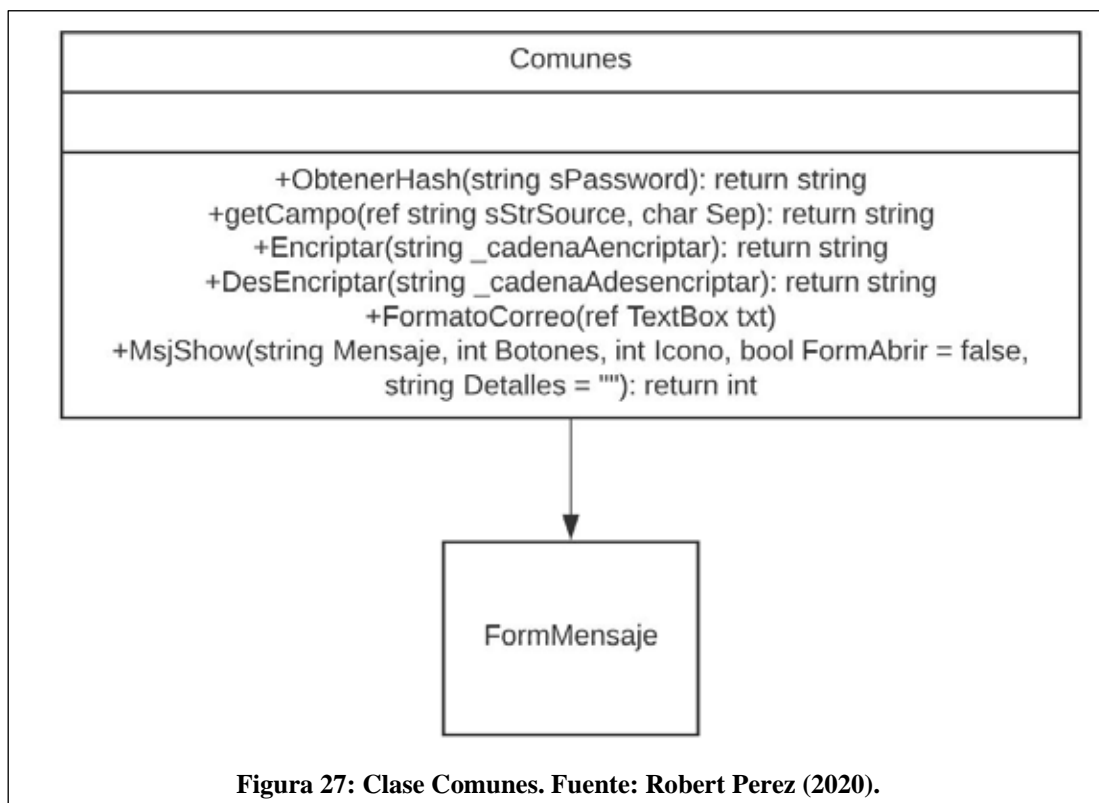 Comunes
+ObtenerHash(string sPassword): return string
+getCampo(ref string sStrSource, char Sep): return string
+Encriptar(string _cadenaAencriptar): return string
+DesEncriptar(string _cadenaAdesencriptar): return string
+FormatoCorreo(ref TextBox txt)
+MsjShow(string Mensaje, int Botones, int Icono, bool FormAbrir = false,
string Detalles = ""): return int
FormMensaje
Figura 27: Clase Comunes. Fuente: Robert Perez (2020).